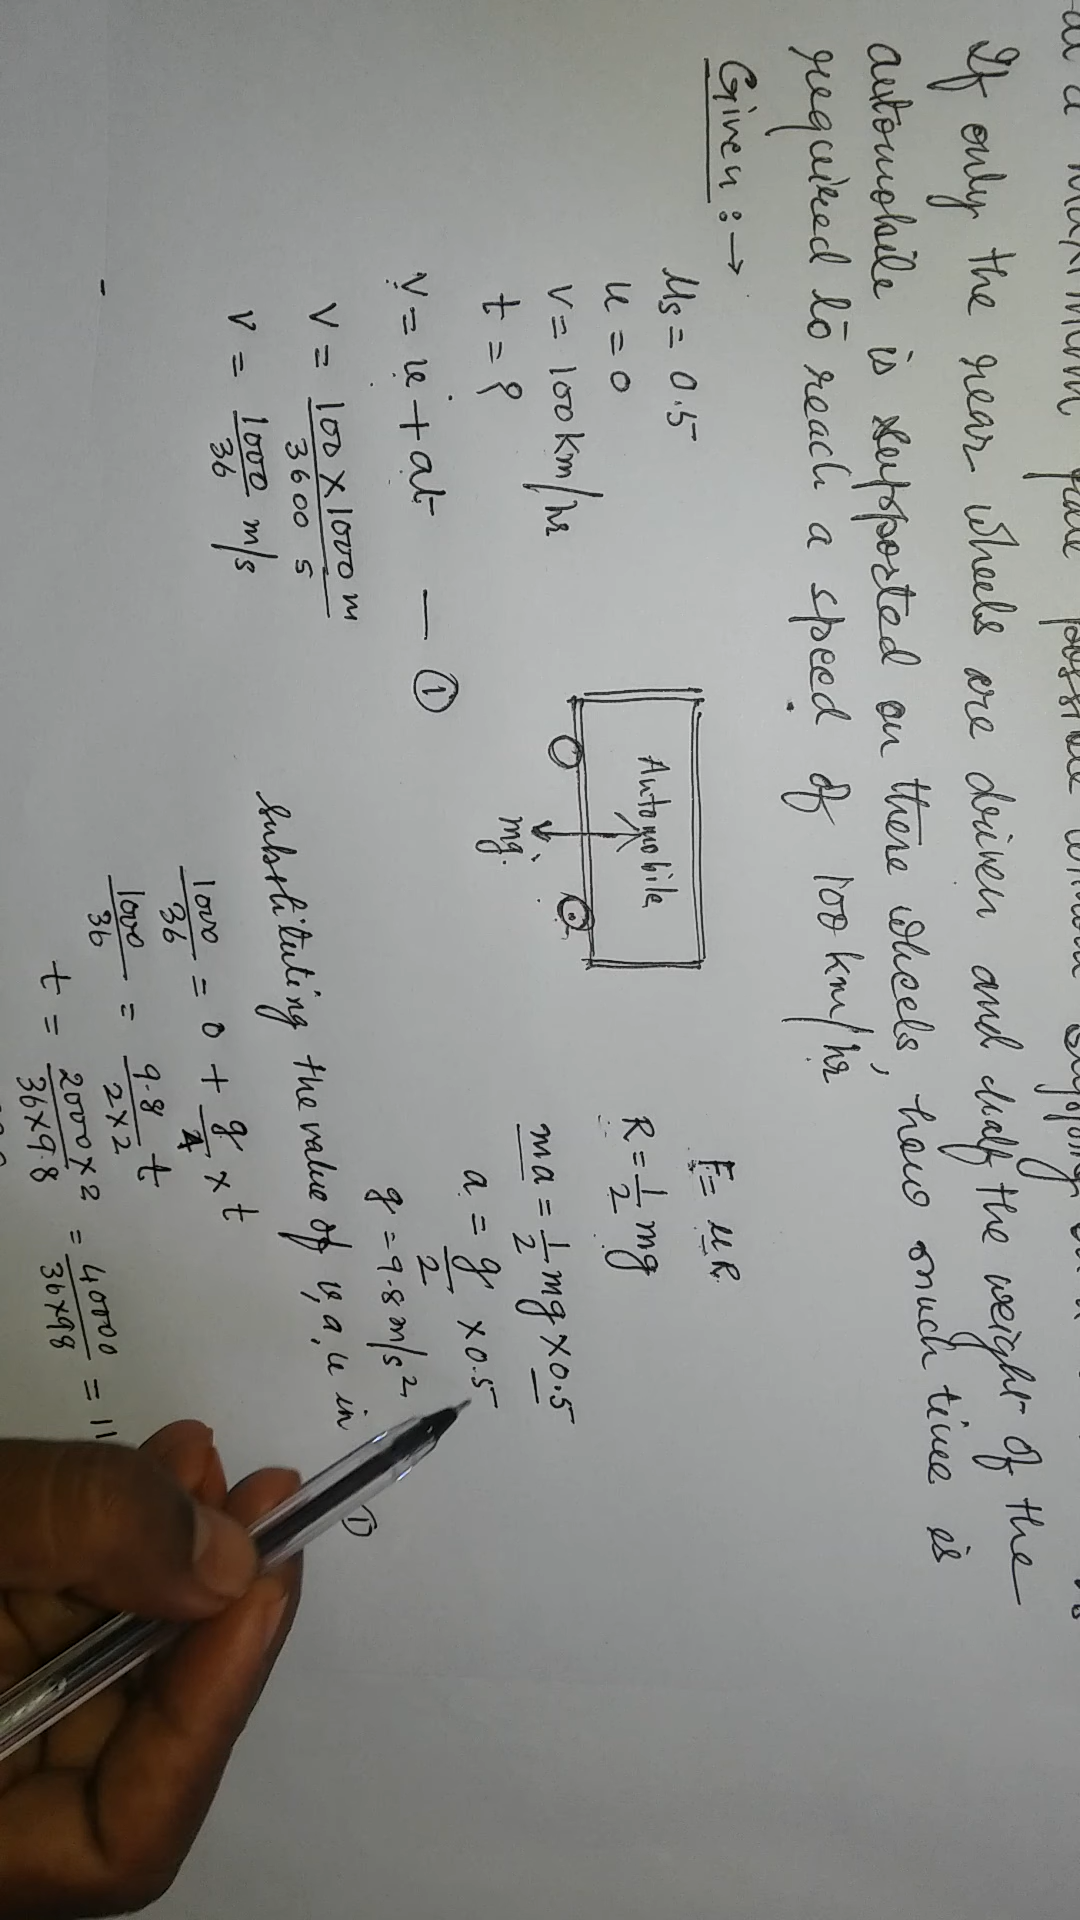 If only the rear wheels are driven and half the weight of the
automobile is supported on these wheels, how much time is
required to reach a speed of 100 km/hr
Given :→
μs = 0.5
u = 0
v = 100 km/hr
t = ?
v = u + at — ①
v = 100 × 1000 m / 3600 s
v = 1000 / 36 m/s
Automobile
mg.
F = μR
R = 1/2 mg
ma = 1/2 mg × 0.5
a = g/2 × 0.5
g = 9.8 m/s²
substituting the value of v, a, u in ①
1000/36 = 0 + g/4 × t
1000/36 = 9.8/2×2 t
t = 2000×2 / 36×9.8 = 40000 / 36×98 = 11